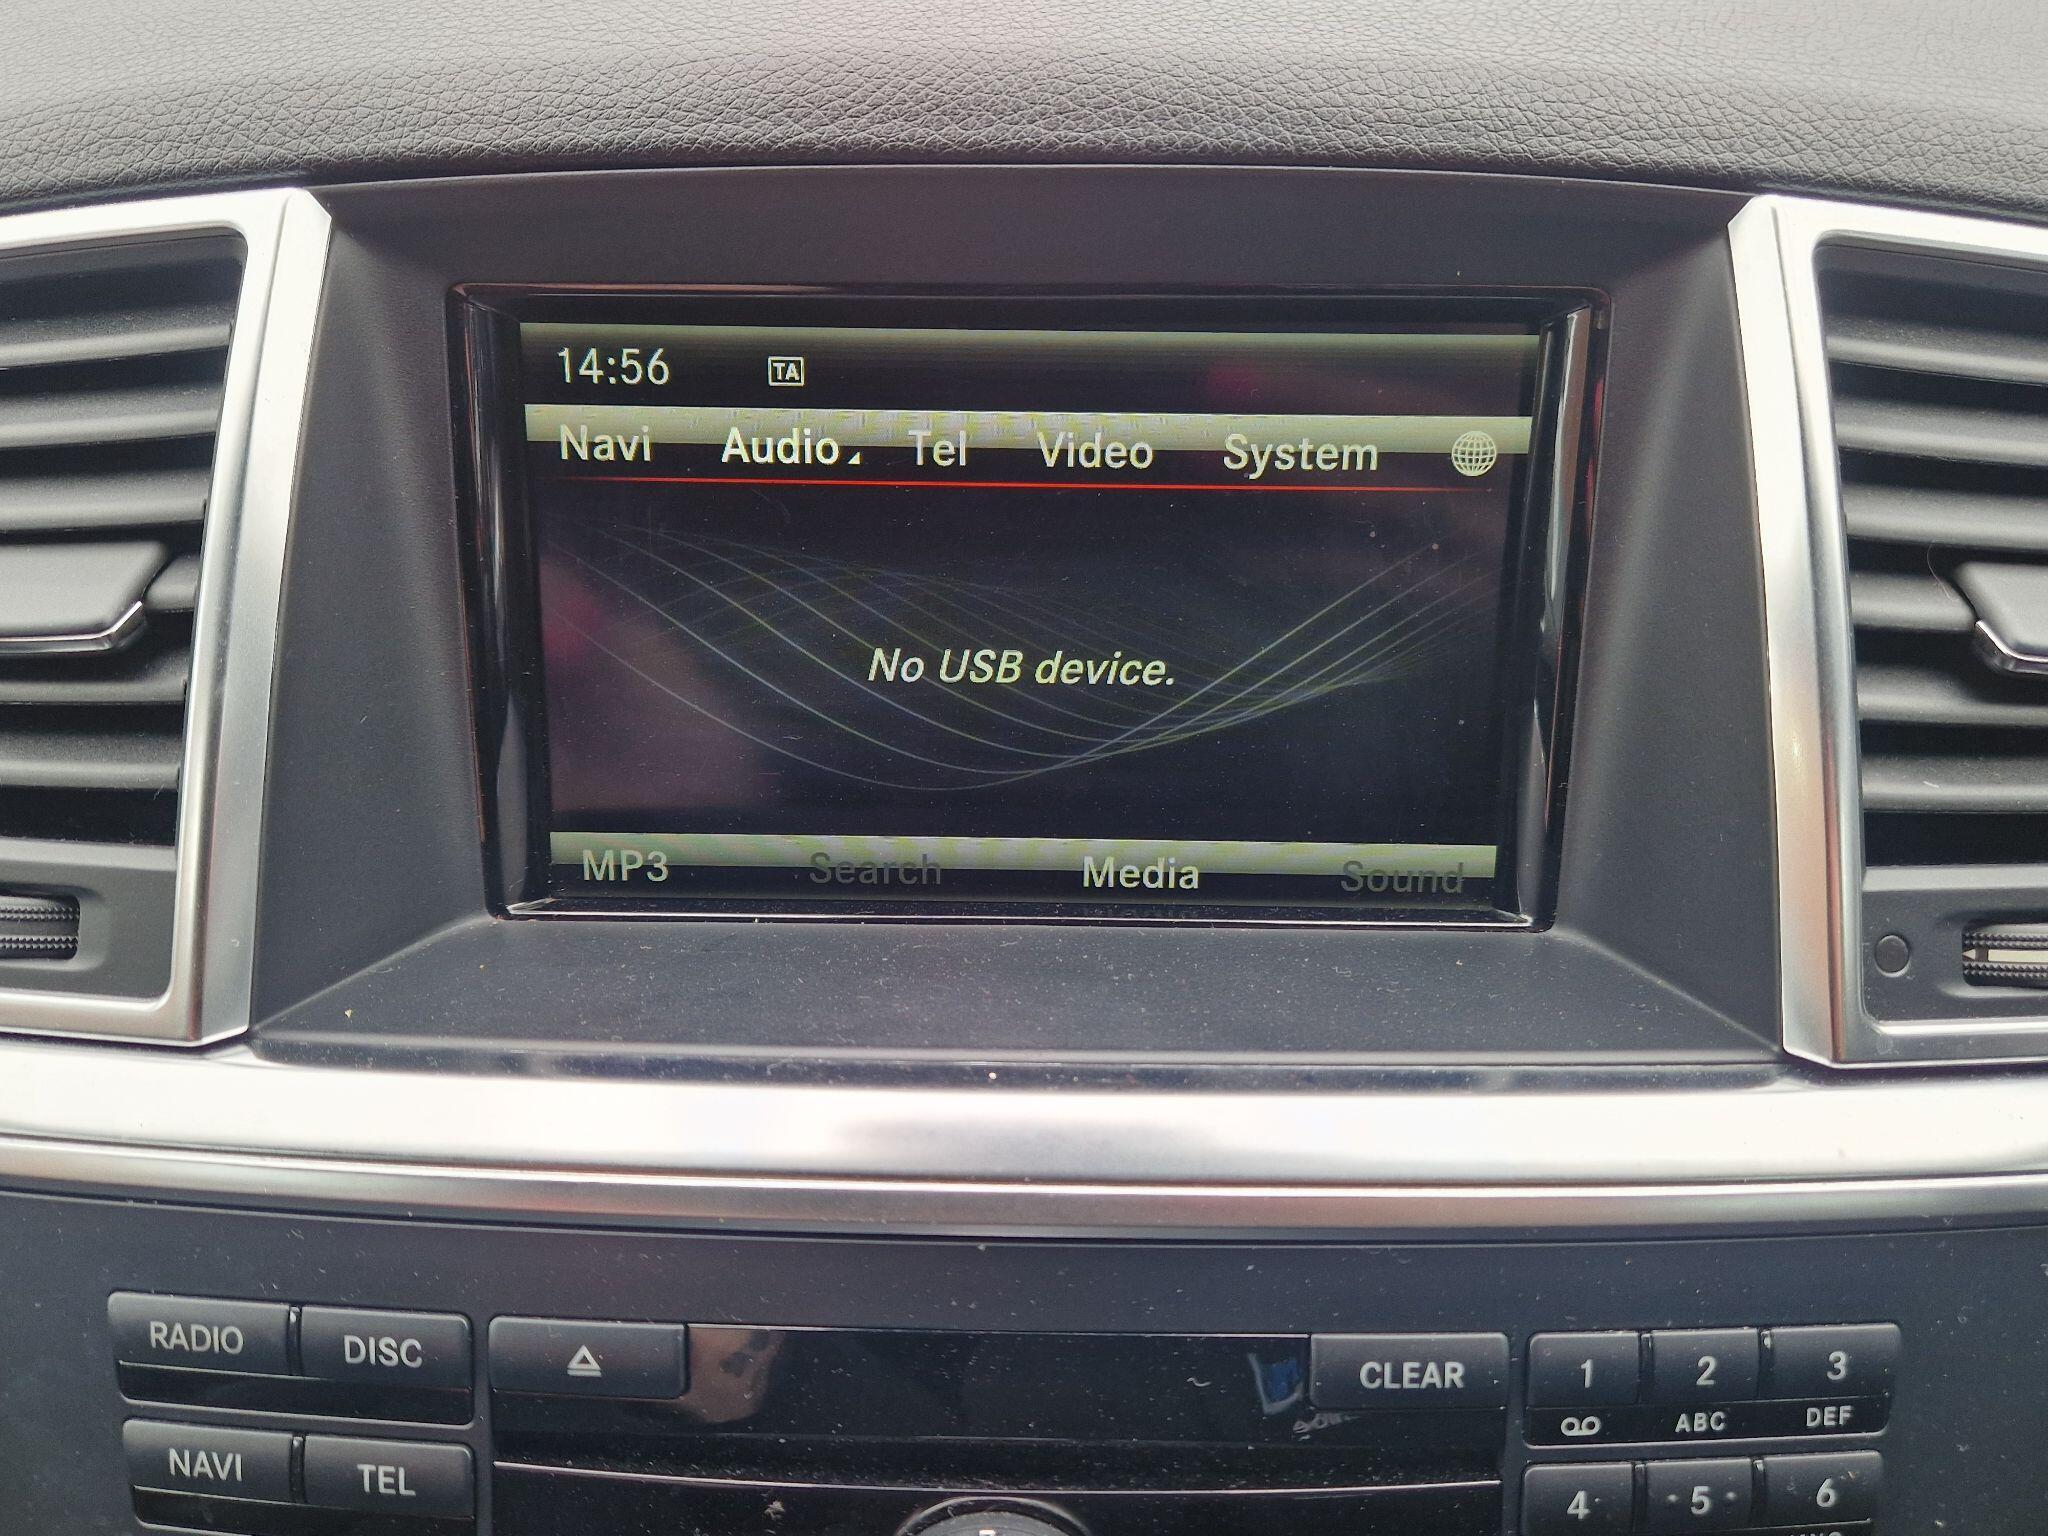 14:56 TA
Navi Audio Tel Video System
No USB device.
MP3 Search Media Sound
RADIO DISC CLEAR 1 2 3
ABC DEF
NAVI TEL 4 5 6